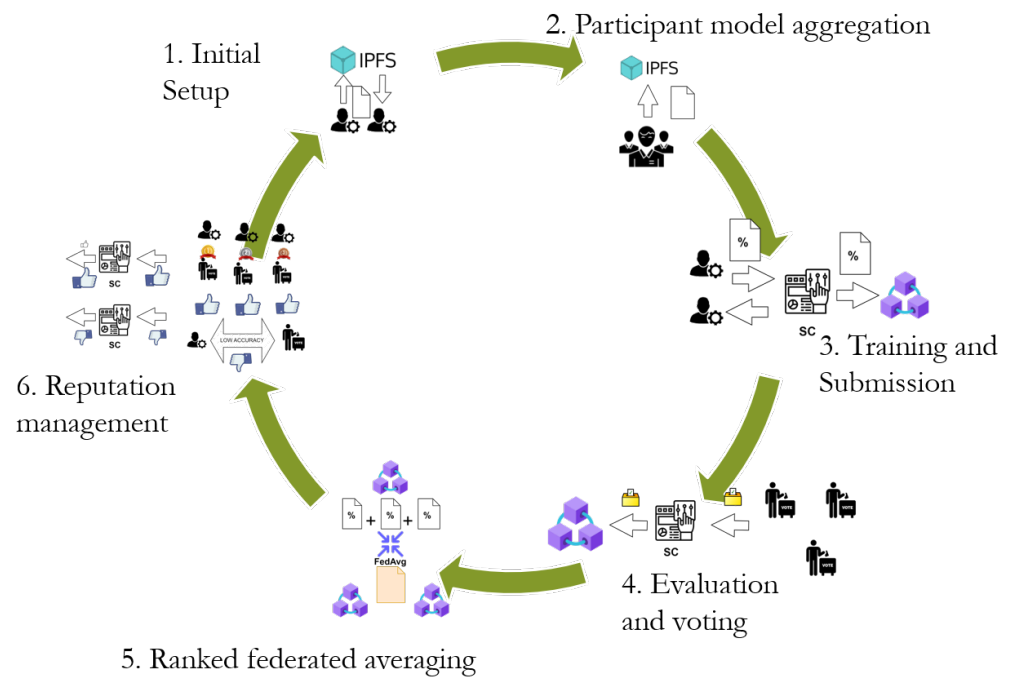 1. Initial
Setup
IPFS
2. Participant model aggregation
IPFS
%
%
SC
3. Training and
Submission
SC
VOTE
VOTE
VOTE
4. Evaluation
and voting
%
+
%
+
%
FedAvg
5. Ranked federated averaging
SC
SC
LOW ACCURACY
6. Reputation
management